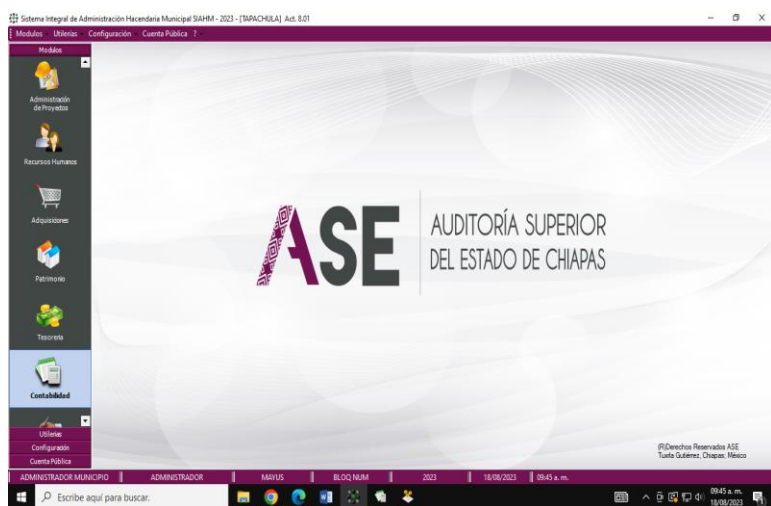 Sistema Integral de Administración Hacendaria Municipal SIAHM - 2023 - [TAPACHULA] Act. 8.01
Modulos Utilerias Configuración Cuenta Pública ?
Modulos
Administración
de Proyectos
Recursos Humanos
Adquisiciones
Patrimonio
Tesoreria
Contabilidad
Utilerias
Configuración
Cuenta Pública
ASE
AUDITORÍA SUPERIOR
DEL ESTADO DE CHIAPAS
(R)Derechos Reservados ASE
Tuxtla Gutiérrez, Chiapas; México
ADMINISTRADOR MUNICIPIO ADMINISTRADOR MAYUS BLOQ NUM 2023 18/08/2023 09:45 a. m.
Escribe aquí para buscar.
09:45 a. m.
18/08/2023